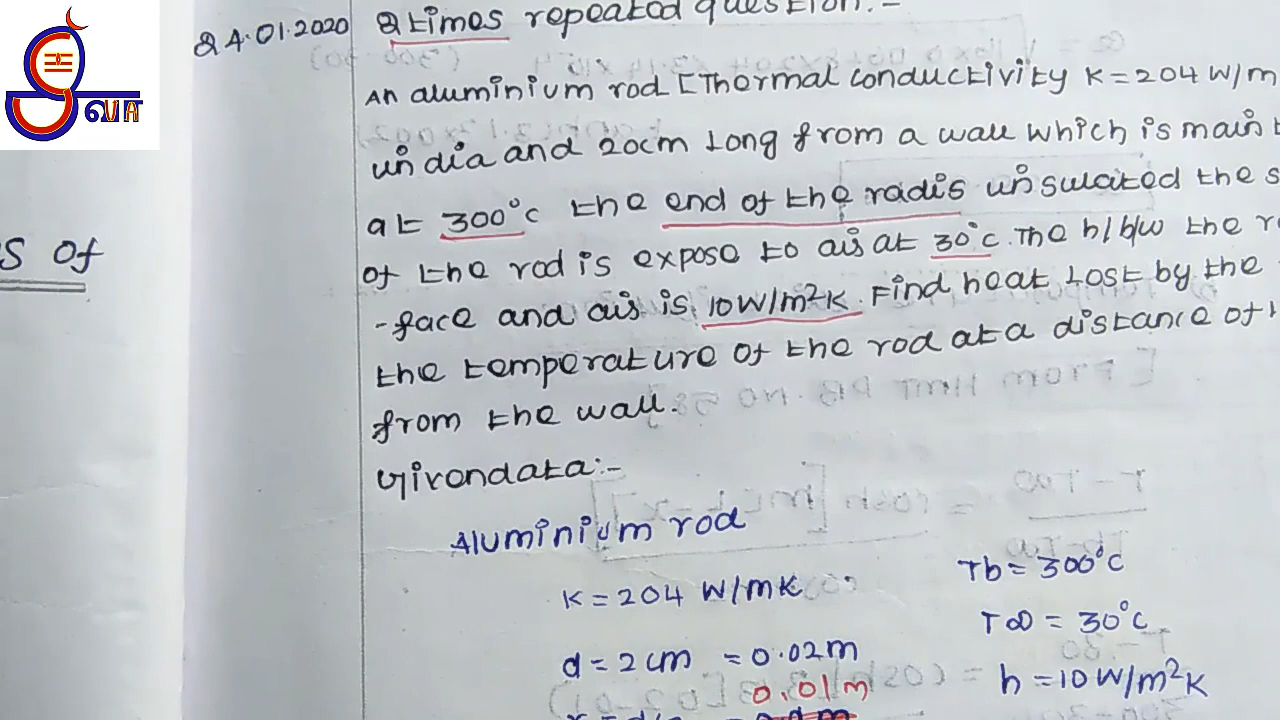 சிவா
24.01.2020 2 times repeated question:-
An aluminium rod [Thermal conductivity K=204 W/m
in dia and 20cm long from a wall which is main
at 300°c the end of the rad is insulated the s
of the rod is expose to air at 30°c. The h/b/w the r
-face and air is 10W/m²K. Find heat lost by the
the temperature of the rod at a distance of
from the wall.
Givendata:-
S of
Aluminium rod
K=204 W/mK
Tb= 300°C
T∞ = 30°C
d=2cm =0.02m
h=10W/m²K
0.01m